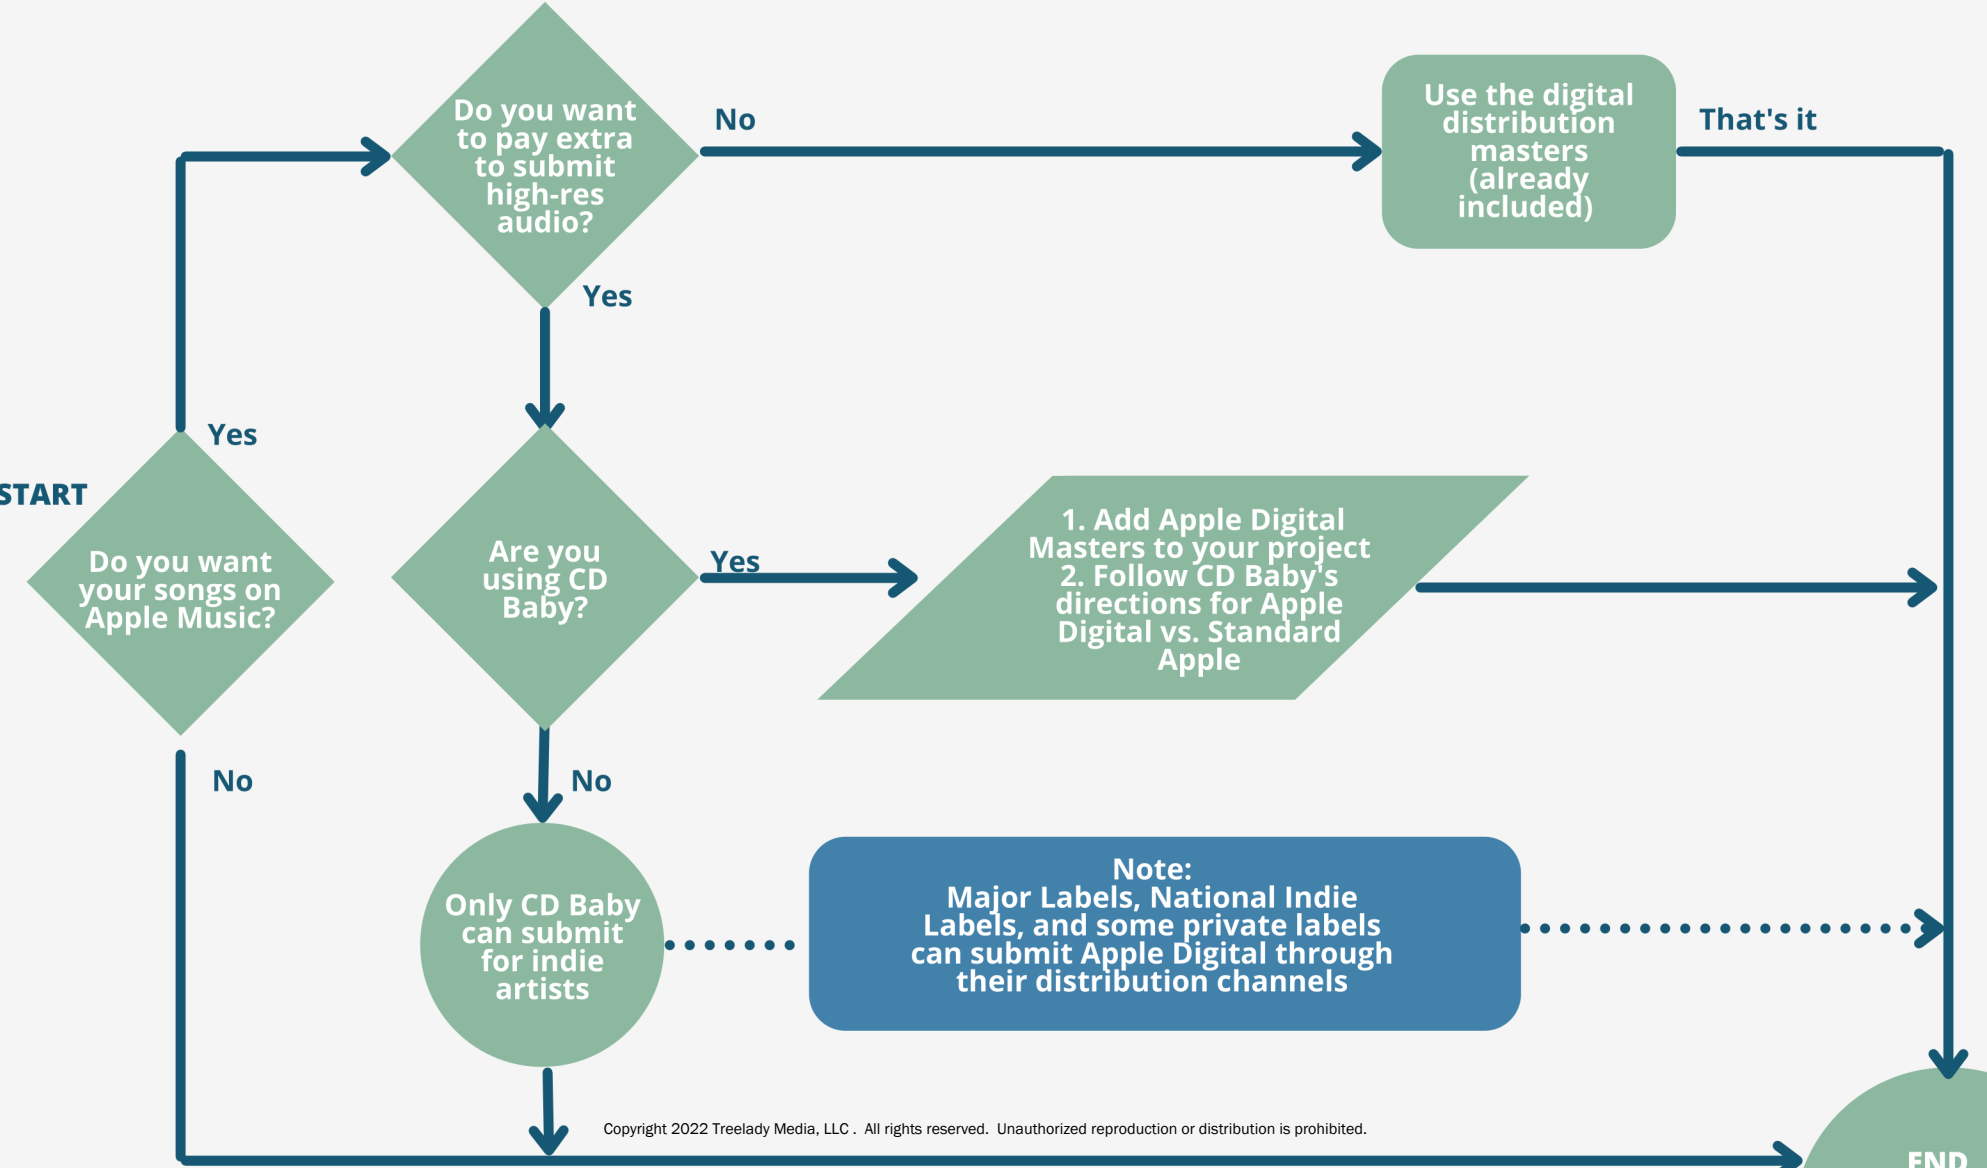 Do you want
to pay extra
to submit
high-res
audio?
No
Use the digital
distribution
masters
(already
included)
That's it
Yes
Yes
START
Do you want
your songs on
Apple Music?
Are you
using CD
Baby?
Yes
1. Add Apple Digital
Masters to your project
2. Follow CD Baby's
directions for Apple
Digital vs. Standard
Apple
No
No
Only CD Baby
can submit
for indie
artists
Note:
Major Labels, National Indie
Labels, and some private labels
can submit Apple Digital through
their distribution channels
Copyright 2022 Treelady Media, LLC . All rights reserved. Unauthorized reproduction or distribution is prohibited.
END